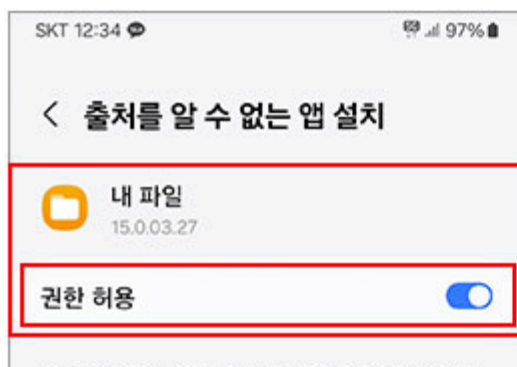 SKT 12:34
97%
출처를 알 수 없는 앱 설치
내 파일
15.0.03.27
권한 허용